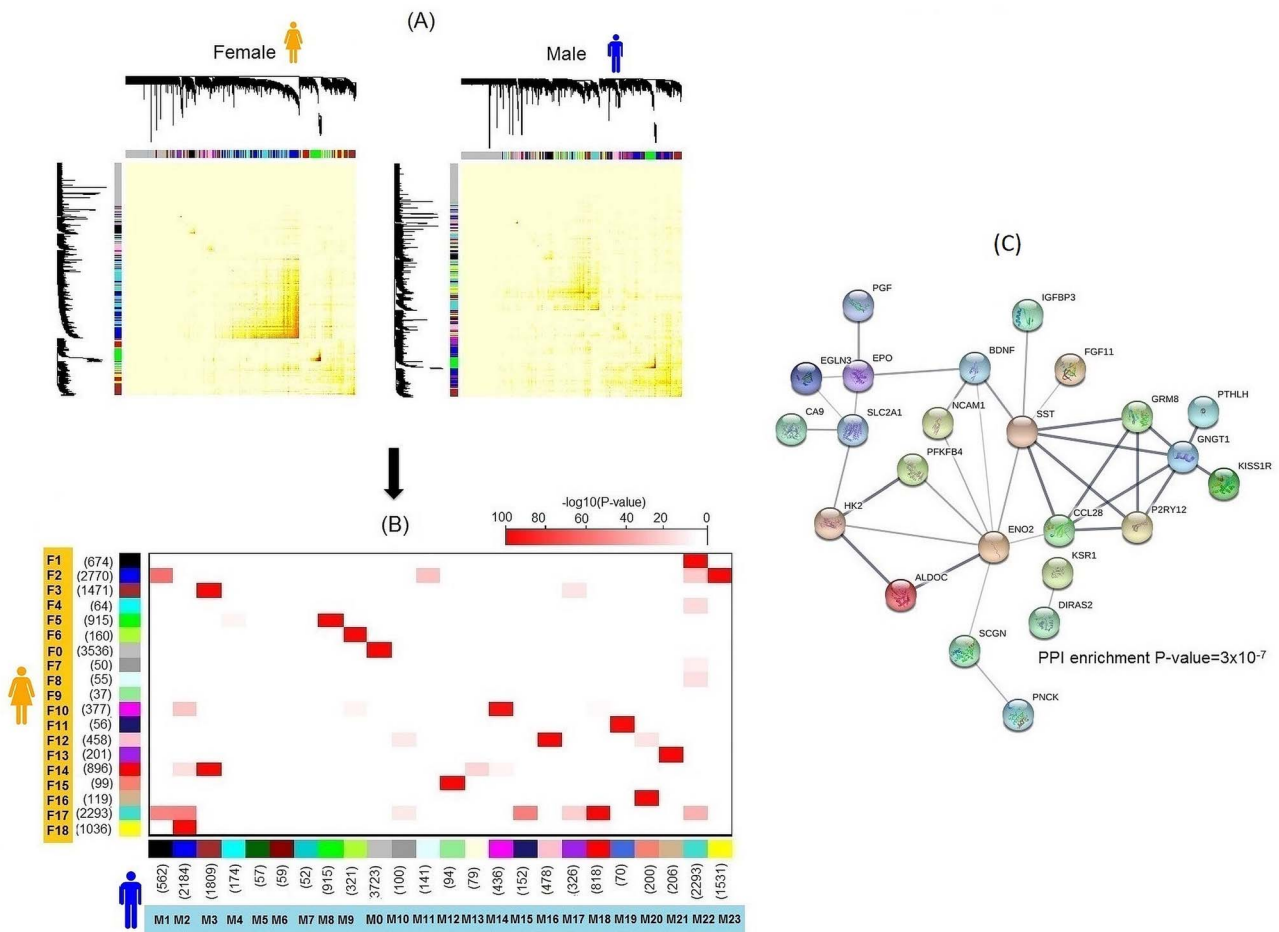 (A)
Female
Male
(B)
-log10(P-value)
100 80 60 40 20 0
F1 (674)
F2 (2770)
F3 (1471)
F4 (64)
F5 (915)
F6 (160)
F0 (3536)
F7 (50)
F8 (55)
F9 (37)
F10 (377)
F11 (56)
F12 (458)
F13 (201)
F14 (896)
F15 (99)
F16 (119)
F17 (2293)
F18 (1036)
(562) (2184) (1809) (174) (57) (59) (52) (915) (321) 3723) (100) (141) (94) (79) (436) (152) (478) (326) (818) (70) (200) (206) (2293) (1531)
M1 M2 M3 M4 M5 M6 M7 M8 M9 M0 M10 M11 M12 M13 M14 M15 M16 M17 M18 M19 M20 M21 M22 M23
(C)
PGF
IGFBP3
EGLN3
EPO
BDNF
FGF11
CA9
SLC2A1
NCAM1
SST
GRM8
PTHLH
GNGT1
PFKFB4
KISS1R
HK2
ENO2
CCL28
P2RY12
ALDOC
KSR1
DIRAS2
SCGN
PPI enrichment P-value=3x10⁻⁷
PNCK